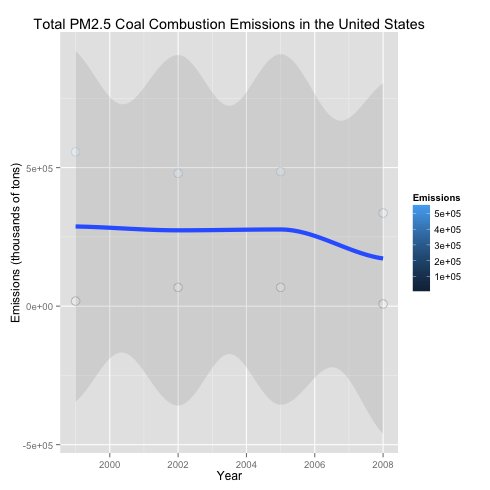 Total PM2.5 Coal Combustion Emissions in the United States
Emissions (thousands of tons)
5e+05
0e+00
-5e+05
2000 2002 2004 2006 2008
Year
Emissions
5e+05
4e+05
3e+05
2e+05
1e+05